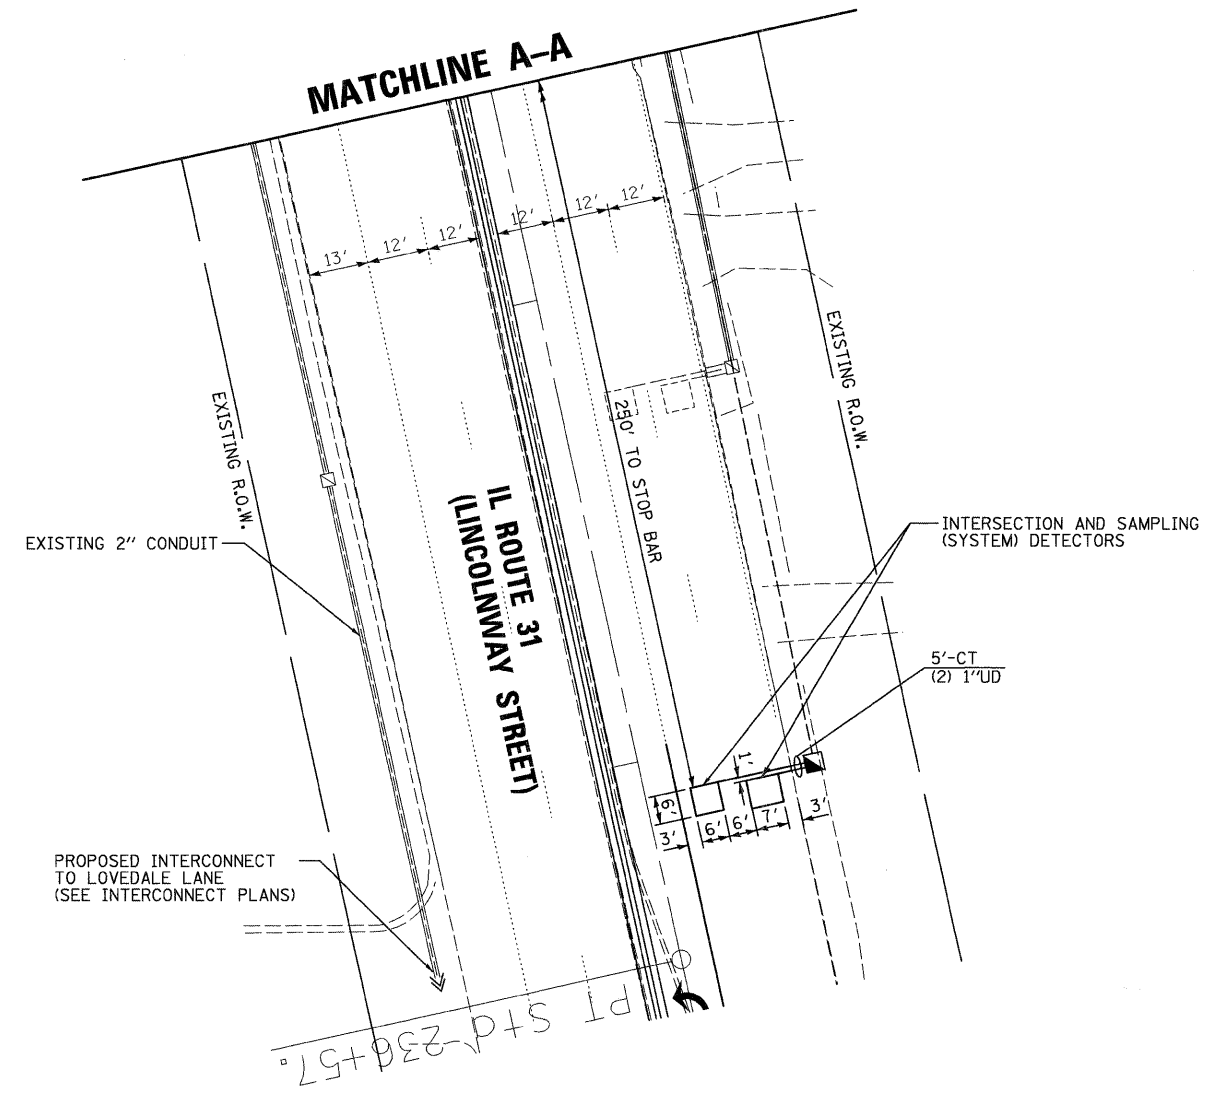 MATCHLINE A-A
13'
12'
12'
12'
12'
12'
EXISTING R.O.W.
EXISTING R.O.W.
250' TO STOP BAR
IL ROUTE 31
(LINCOLNWAY STREET)
EXISTING 2" CONDUIT
INTERSECTION AND SAMPLING
(SYSTEM) DETECTORS
5'-CT
(2) 1"UD
1'
6'
3'
6'
6'
7'
3'
PROPOSED INTERCONNECT
TO LOVEDALE LANE
(SEE INTERCONNECT PLANS)
PT Sta 236+57.